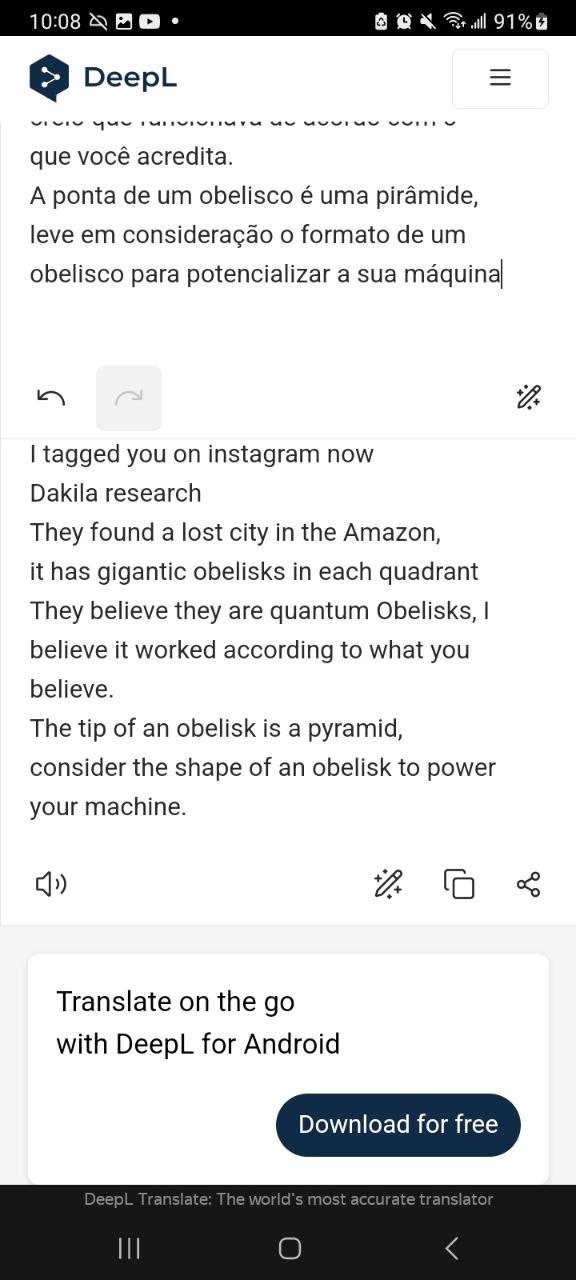 10:08
91%
DeepL
que você acredita.
A ponta de um obelisco é uma pirâmide,
leve em consideração o formato de um
obelisco para potencializar a sua máquina
I tagged you on instagram now
Dakila research
They found a lost city in the Amazon,
it has gigantic obelisks in each quadrant
They believe they are quantum Obelisks, I
believe it worked according to what you
believe.
The tip of an obelisk is a pyramid,
consider the shape of an obelisk to power
your machine.
Translate on the go
with DeepL for Android
Download for free
DeepL Translate: The world's most accurate translator